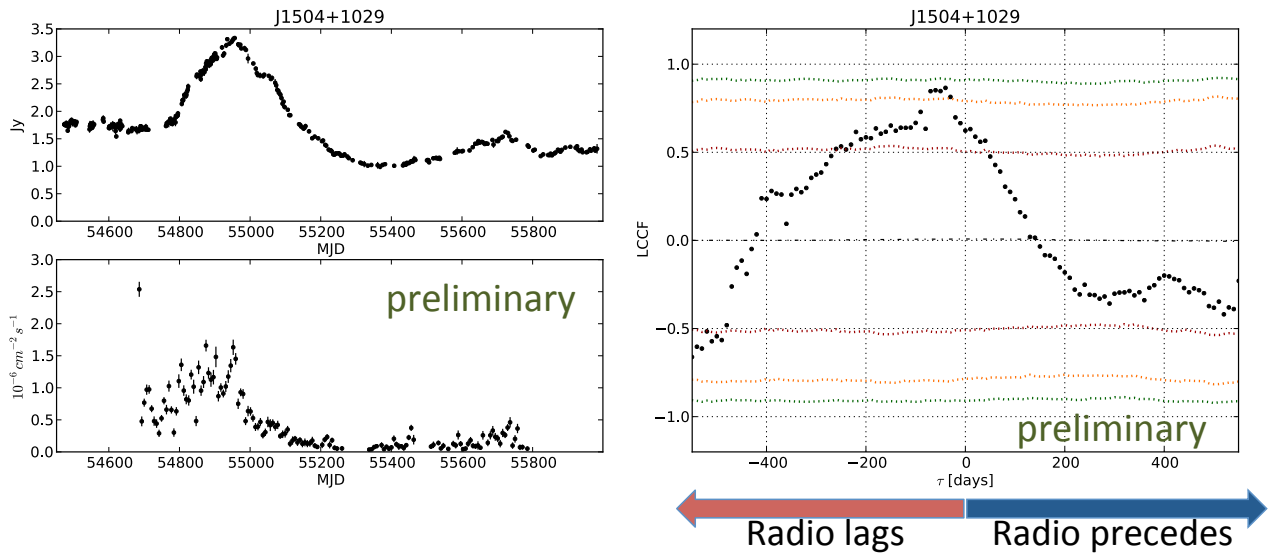 J1504+1029
3.5
3.0
2.5
2.0
1.5
1.0
0.5
0.0
Jy
54600 54800 55000 55200 55400 55600 55800
MJD
3.0
2.5
2.0
1.5
1.0
0.5
0.0
10⁻⁶ cm⁻² s⁻¹
preliminary
54600 54800 55000 55200 55400 55600 55800
MJD
J1504+1029
1.0
0.5
0.0
−0.5
−1.0
LCCF
preliminary
−400 −200 0 200 400
τ [days]
Radio lags Radio precedes